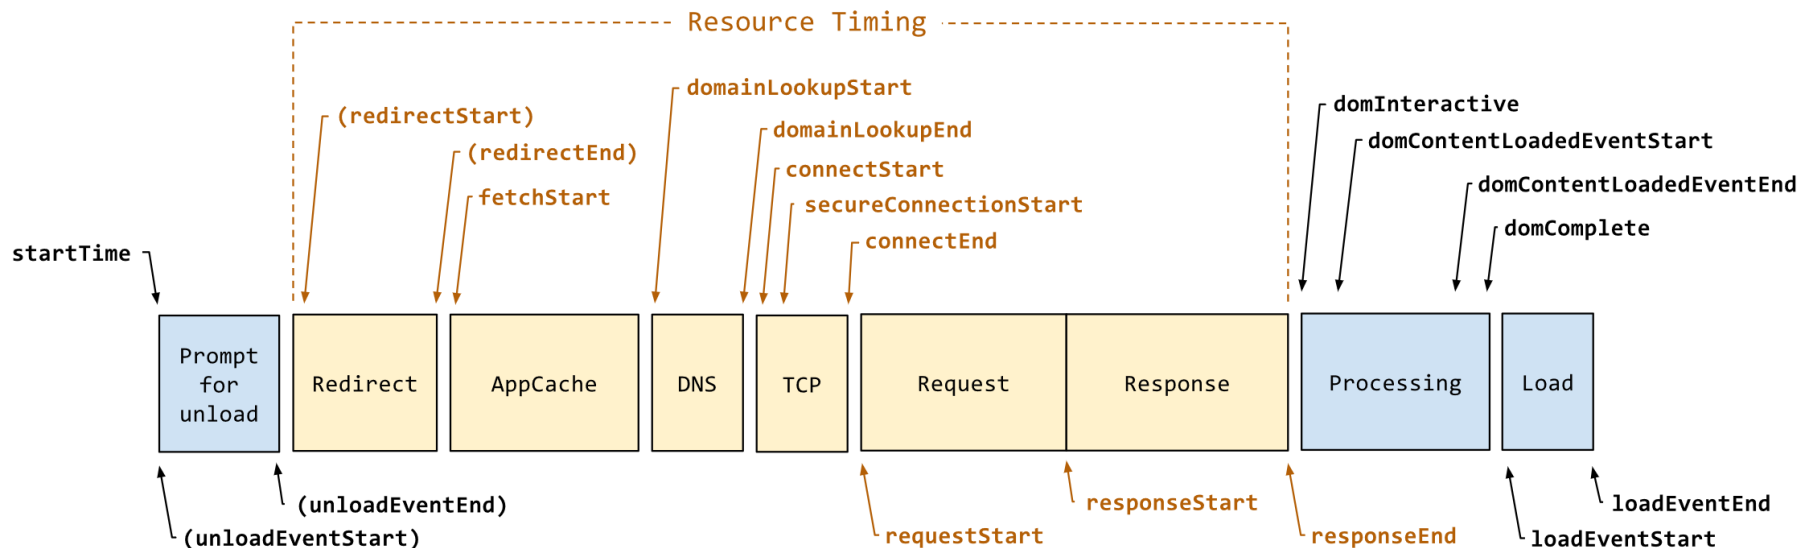 Resource Timing
domainLookupStart
domInteractive
(redirectStart)
domainLookupEnd
domContentLoadedEventStart
(redirectEnd)
connectStart
domContentLoadedEventEnd
fetchStart
secureConnectionStart
domComplete
connectEnd
startTime
Prompt
for
unload
Redirect
AppCache
DNS
TCP
Request
Response
Processing
Load
(unloadEventEnd)
responseStart
loadEventEnd
(unloadEventStart)
requestStart
responseEnd
loadEventStart